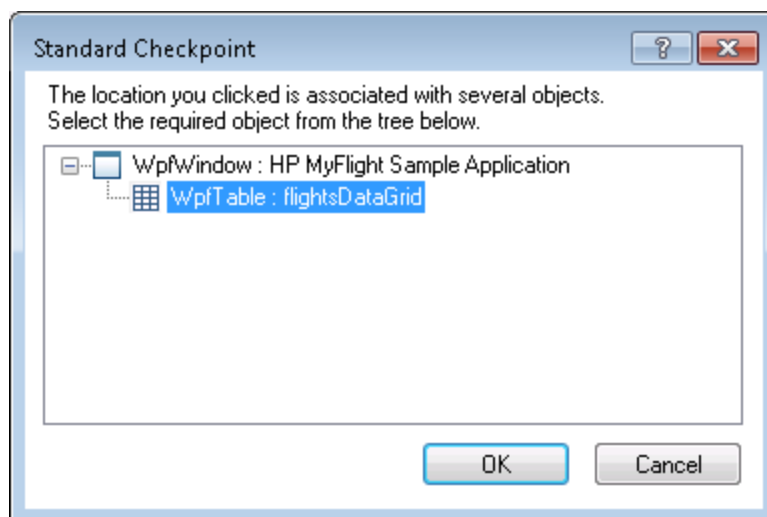 Standard Checkpoint
?
The location you clicked is associated with several objects.
Select the required object from the tree below.
WpfWindow : HP MyFlight Sample Application
WpfTable : flightsDataGrid
OK
Cancel